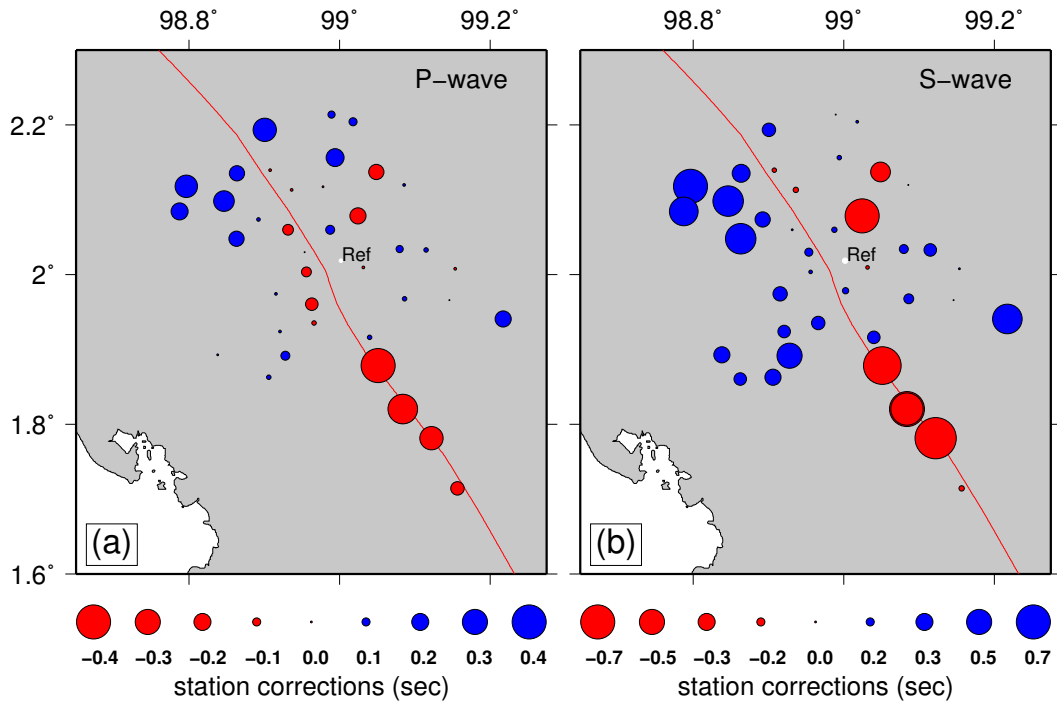 98.8° 99° 99.2° 98.8° 99° 99.2°
P−wave S−wave
2.2°
Ref Ref
2°
1.8°
(a) (b)
1.6°
−0.4 −0.3 −0.2 −0.1 0.0 0.1 0.2 0.3 0.4 −0.7 −0.5 −0.3 −0.2 0.0 0.2 0.3 0.5 0.7
station corrections (sec) station corrections (sec)